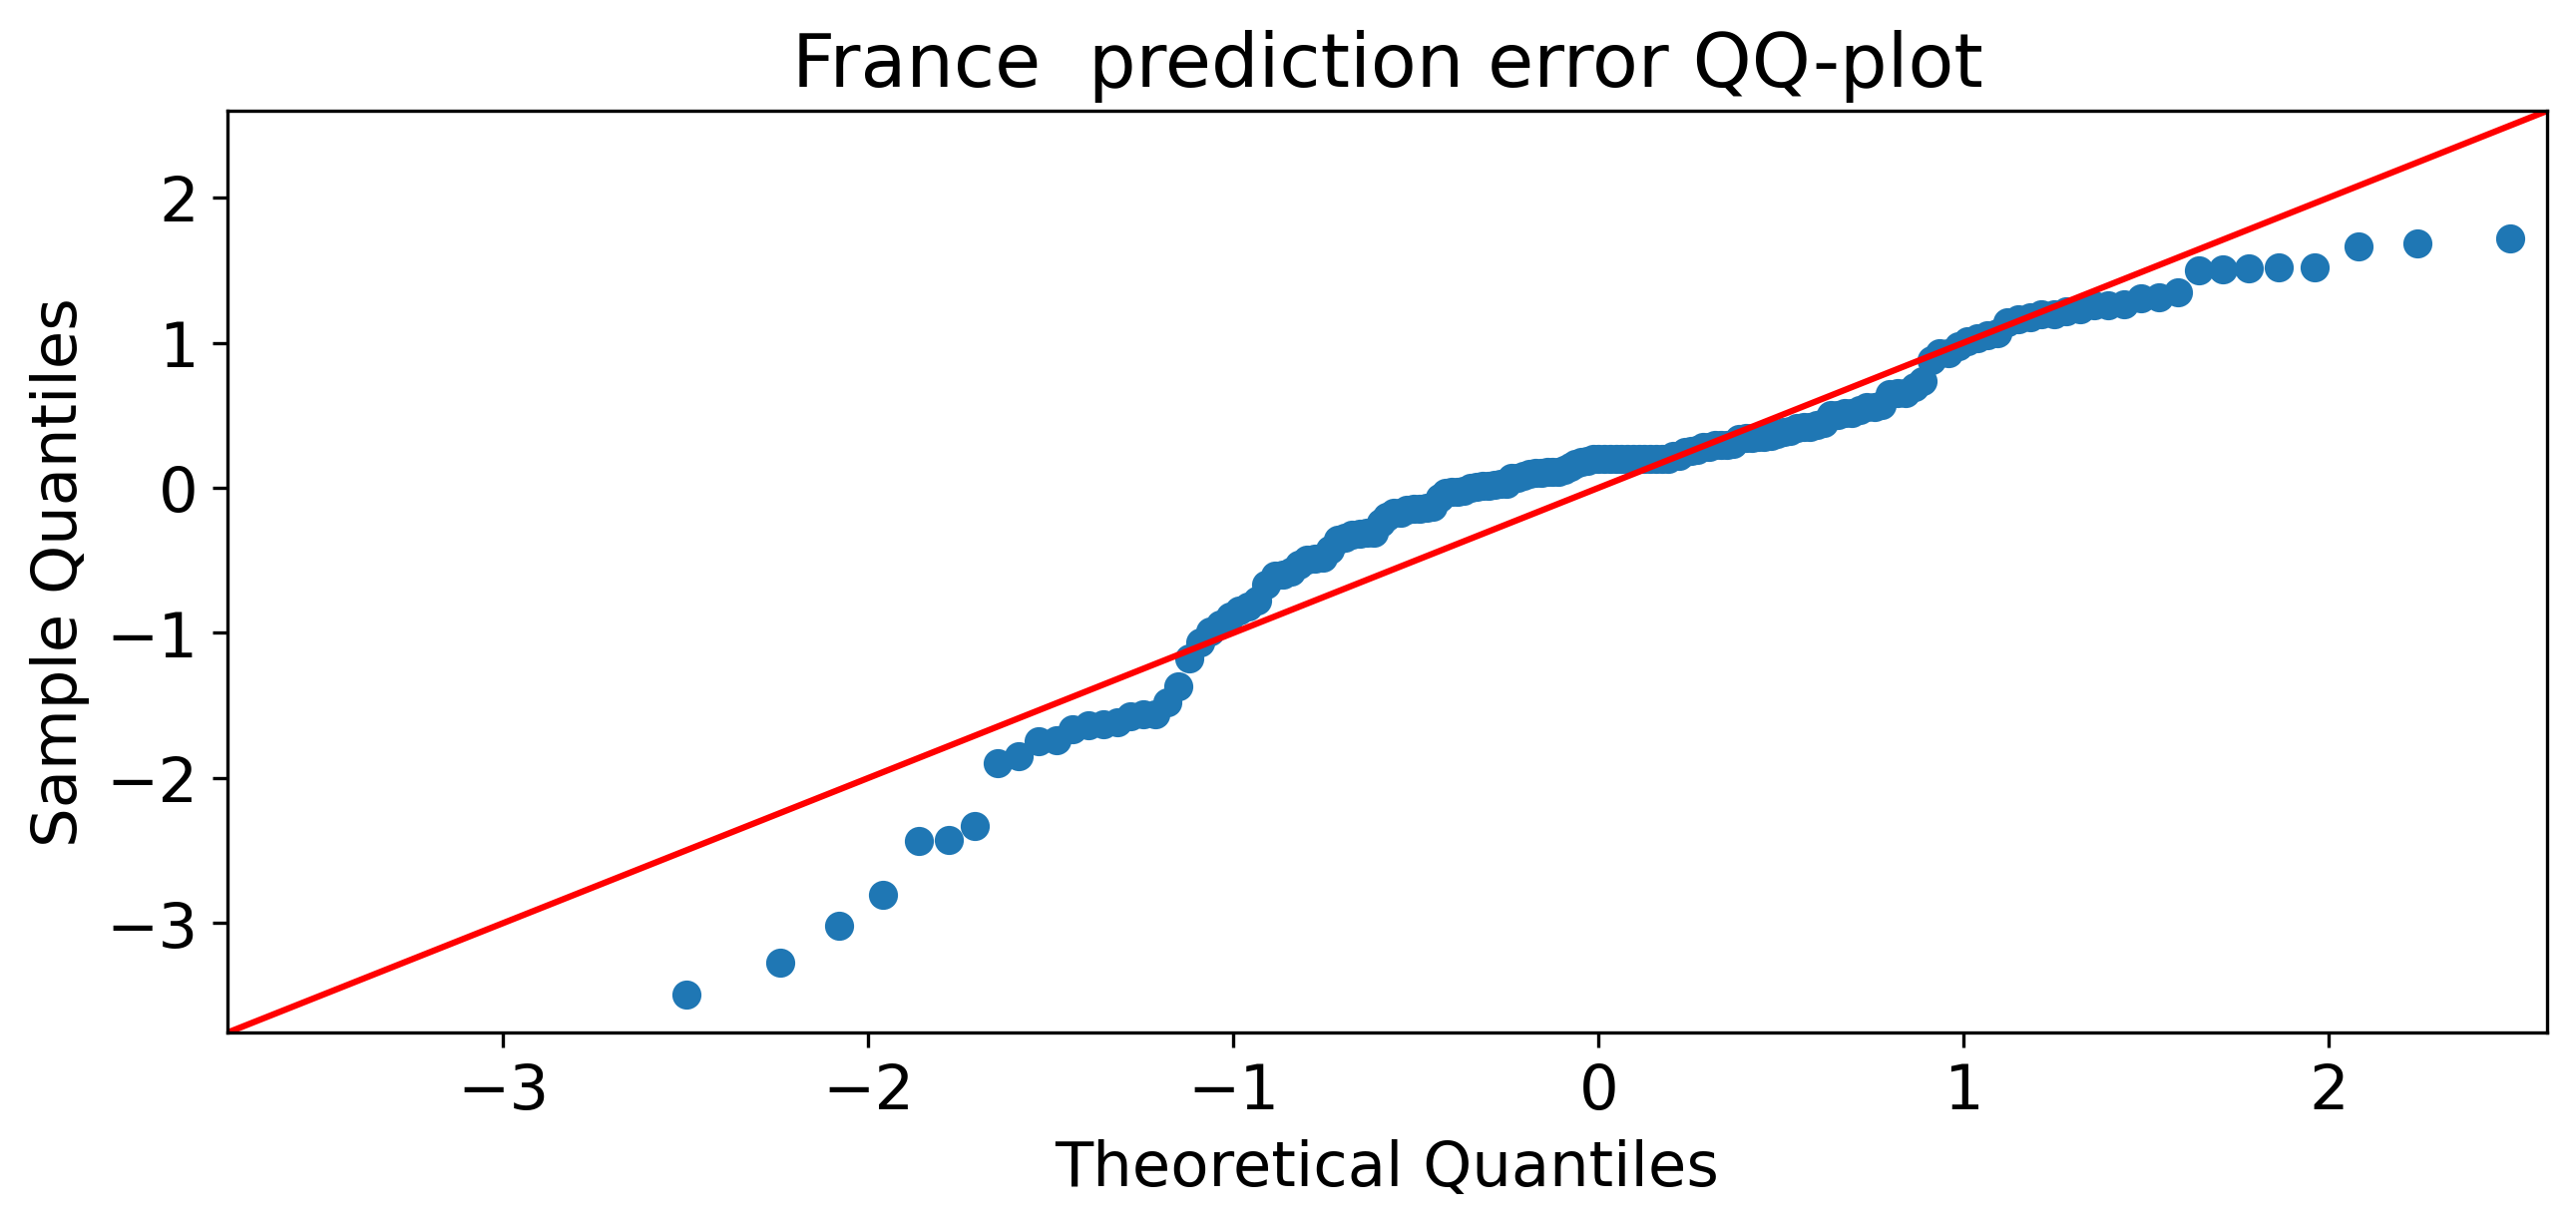 France  prediction error QQ-plot
Sample Quantiles
2
1
0
−1
−2
−3
−3 −2 −1 0 1 2
Theoretical Quantiles